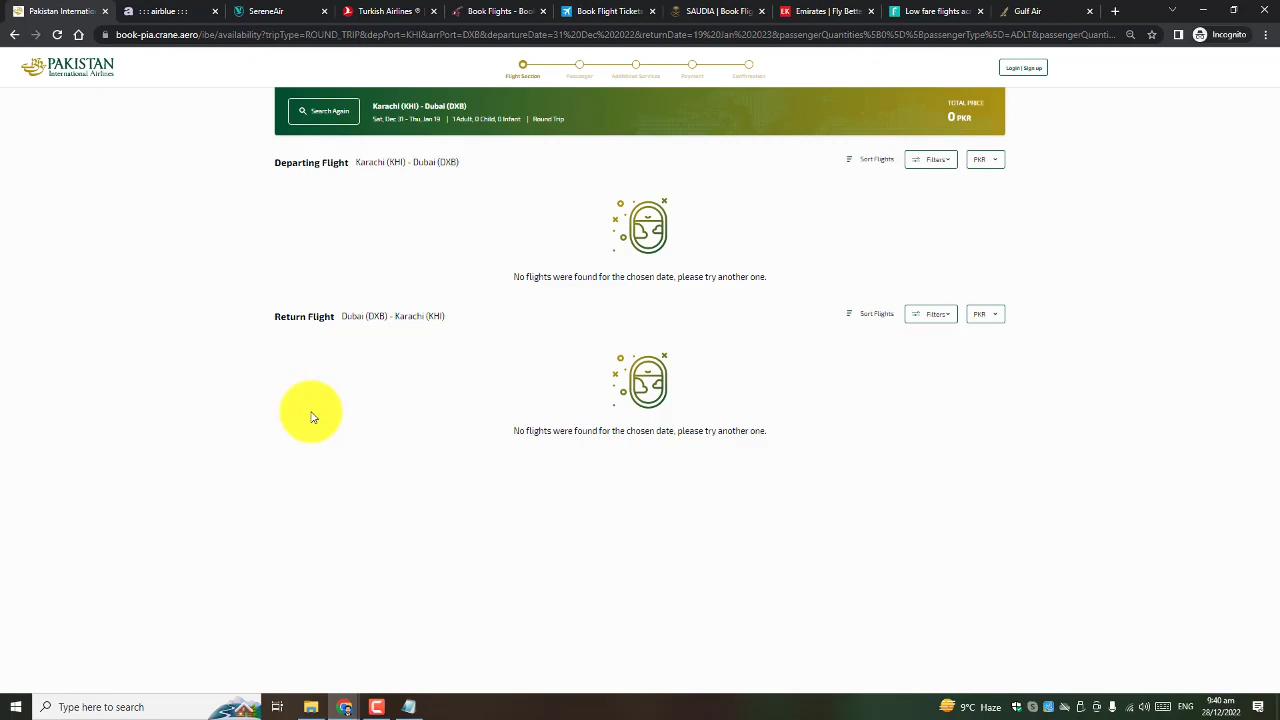 Pakistan Internati
::: airblue :::
SereneAir
Turkish Airlines ®
Book Flights - Boo
Book Flight Tickets
SAUDIA | Book Fli
Emirates | Fly Bette
Low fare flights ac
Gulf Air
book-pia.crane.aero/ibe/availability?tripType=ROUND_TRIP&depPort=KHI&arrPort=DXB&departureDate=31%20Dec%202022&returnDate=19%20Jan%202023&passengerQuantities%5B0%5D%5BpassengerType%5D=ADLT&passengerQuant...
Incognito
PAKISTAN
International Airlines
Flight Section
Passenger
Additional Services
Payment
Confirmation
Login | Sign up
Search Again
Karachi (KHI) - Dubai (DXB)
Sat, Dec 31 - Thu, Jan 19 | 1 Adult, 0 Child, 0 Infant | Round Trip
TOTAL PRICE
0 PKR
Departing Flight Karachi (KHI) - Dubai (DXB)
Sort Flights
Filters
PKR
No flights were found for the chosen date, please try another one.
Return Flight Dubai (DXB) - Karachi (KHI)
Sort Flights
Filters
PKR
No flights were found for the chosen date, please try another one.
Type here to search
9°C Haze
ENG
9:40 am
26/12/2022